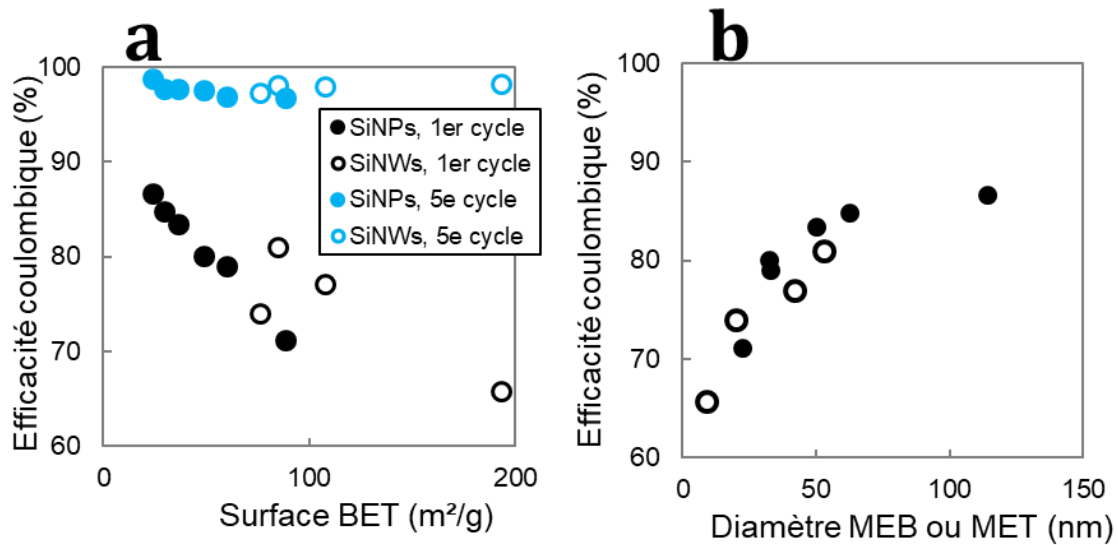 a
Efficacité coulombique (%)
100
90
80
70
60
0
100
200
Surface BET (m²/g)
SiNPs, 1er cycle
SiNWs, 1er cycle
SiNPs, 5e cycle
SiNWs, 5e cycle
b
Efficacité coulombique (%)
100
90
80
70
60
0
50
100
150
Diamètre MEB ou MET (nm)